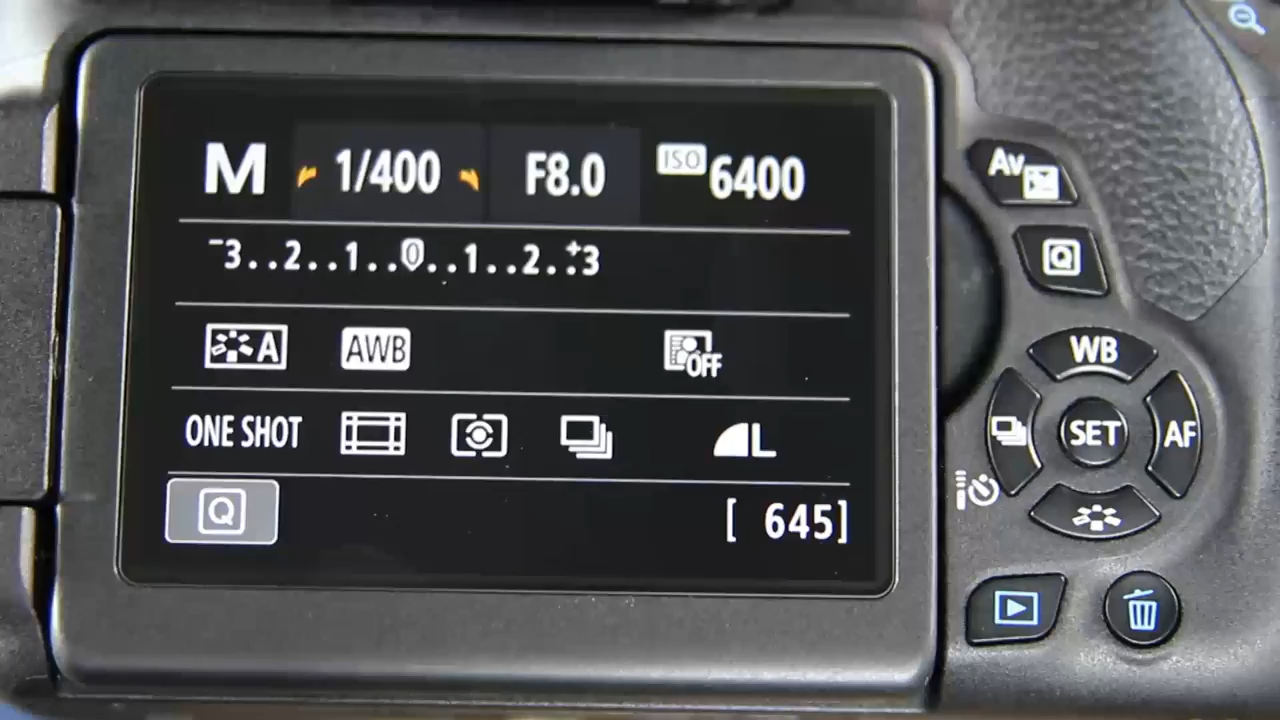 M 1/400 F8.0 ISO 6400
-3..2..1..0..1..2..+3
A AWB OFF
ONE SHOT L
Q [ 645]
Av
Q
WB
SET AF